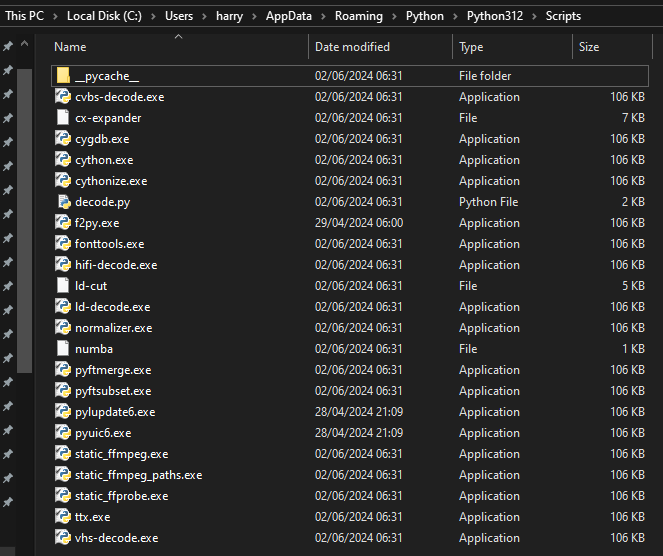 This PC > Local Disk (C:) > Users > harry > AppData > Roaming > Python > Python312 > Scripts
Name Date modified Type Size
__pycache__ 02/06/2024 06:31 File folder
cvbs-decode.exe 02/06/2024 06:31 Application 106 KB
cx-expander 02/06/2024 06:31 File 7 KB
cygdb.exe 02/06/2024 06:31 Application 106 KB
cython.exe 02/06/2024 06:31 Application 106 KB
cythonize.exe 02/06/2024 06:31 Application 106 KB
decode.py 02/06/2024 06:31 Python File 2 KB
f2py.exe 29/04/2024 06:00 Application 106 KB
fonttools.exe 02/06/2024 06:31 Application 106 KB
hifi-decode.exe 02/06/2024 06:31 Application 106 KB
ld-cut 02/06/2024 06:31 File 5 KB
ld-decode.exe 02/06/2024 06:31 Application 106 KB
normalizer.exe 02/06/2024 06:31 Application 106 KB
numba 02/06/2024 06:31 File 1 KB
pyftmerge.exe 02/06/2024 06:31 Application 106 KB
pyftsubset.exe 02/06/2024 06:31 Application 106 KB
pylupdate6.exe 28/04/2024 21:09 Application 106 KB
pyuic6.exe 28/04/2024 21:09 Application 106 KB
static_ffmpeg.exe 02/06/2024 06:31 Application 106 KB
static_ffmpeg_paths.exe 02/06/2024 06:31 Application 106 KB
static_ffprobe.exe 02/06/2024 06:31 Application 106 KB
ttx.exe 02/06/2024 06:31 Application 106 KB
vhs-decode.exe 02/06/2024 06:31 Application 106 KB